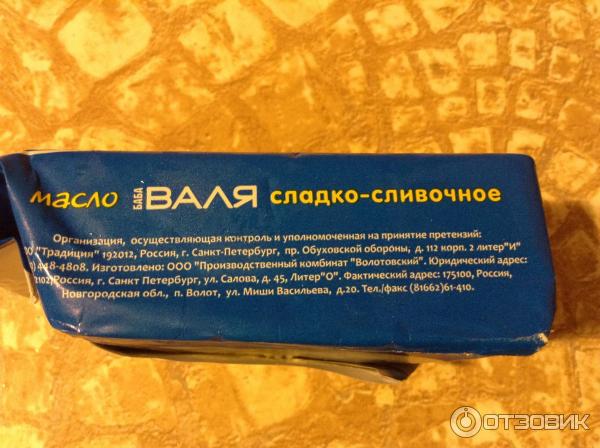 масло БАБА ВАЛЯ сладко-сливочное
Организация, осуществляющая контроль и уполномоченная на принятие претензий:
"Традиция" 192012, Россия, г. Санкт-Петербург, пр. Обуховской обороны, д. 112 корп. 2 литер"И"
448-4808. Изготовлено: ООО "Производственный комбинат "Волотовский". Юридический адрес:
Россия, г. Санкт Петербург, ул. Салова, д. 45, Литер"О". Фактический адрес: 175100, Россия,
Новгородская обл., п. Волот, ул. Миши Васильева, д.20. Тел./факс (81662)61-410.
ОТЗОВИК